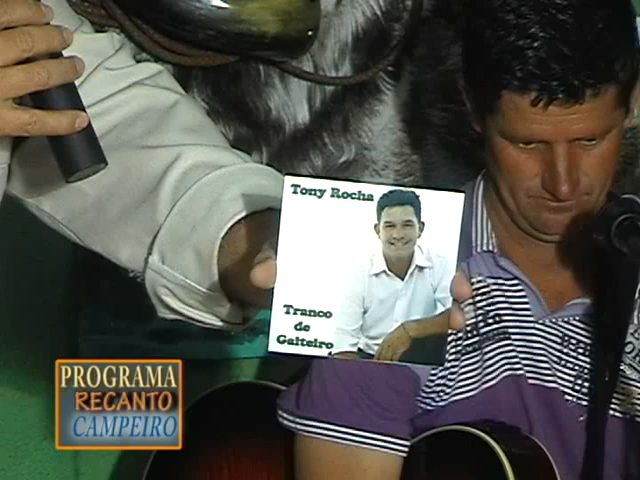 Tony Rocha
Tranco
de
Gaiteiro
PROGRAMA
RECANTO
CAMPEIRO